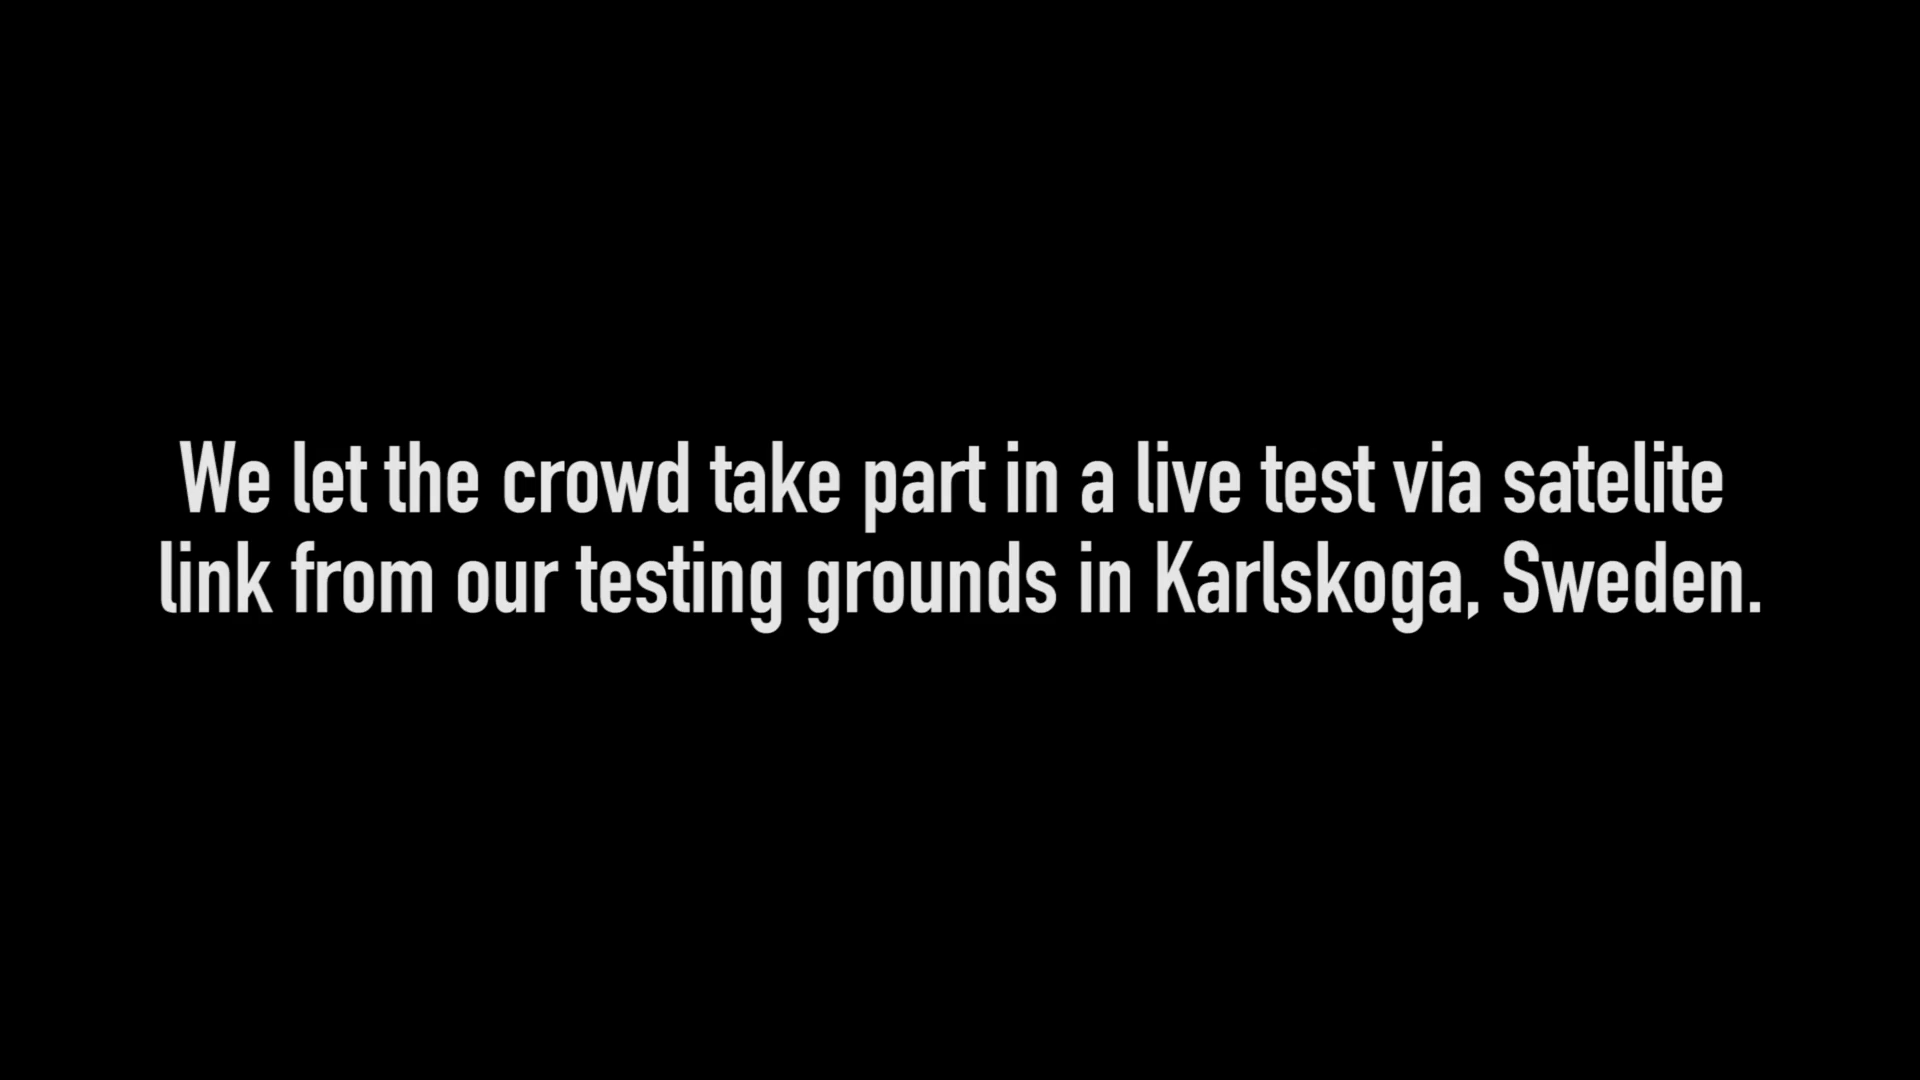 We let the crowd take part in a live test via satelite
link from our testing grounds in Karlskoga, Sweden.